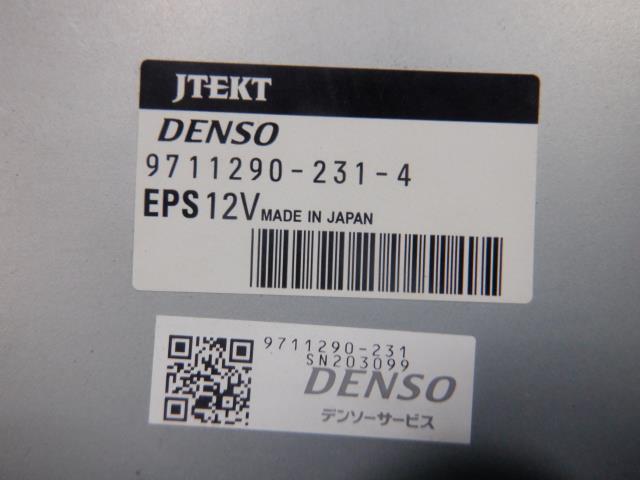 JTEKT
DENSO
9711290-231-4
EPS12V MADE IN JAPAN
9711290-231
SN203099
DENSO
デンソーサービス